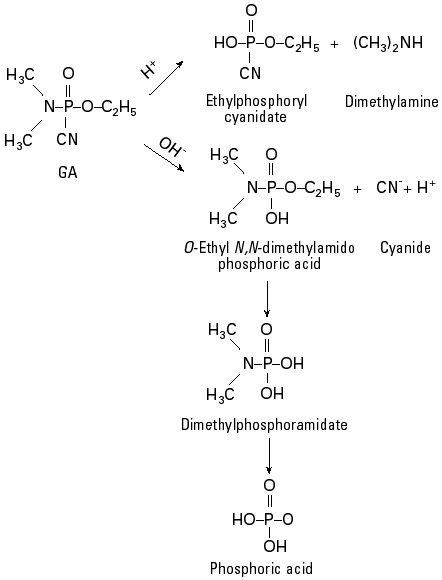 O
HO–P–O–C₂H₅ + (CH₃)₂NH
CN
Ethylphosphoryl
cyanidate
Dimethylamine
H⁺
H₃C
O
N–P–O–C₂H₅
H₃C
CN
GA
OH⁻
H₃C
O
N–P–O–C₂H₅ + CN⁻ + H⁺
H₃C
OH
O-Ethyl N,N-dimethylamido
phosphoric acid
Cyanide
H₃C
O
N–P–OH
H₃C
OH
Dimethylphosphoramidate
O
HO–P–O
OH
Phosphoric acid